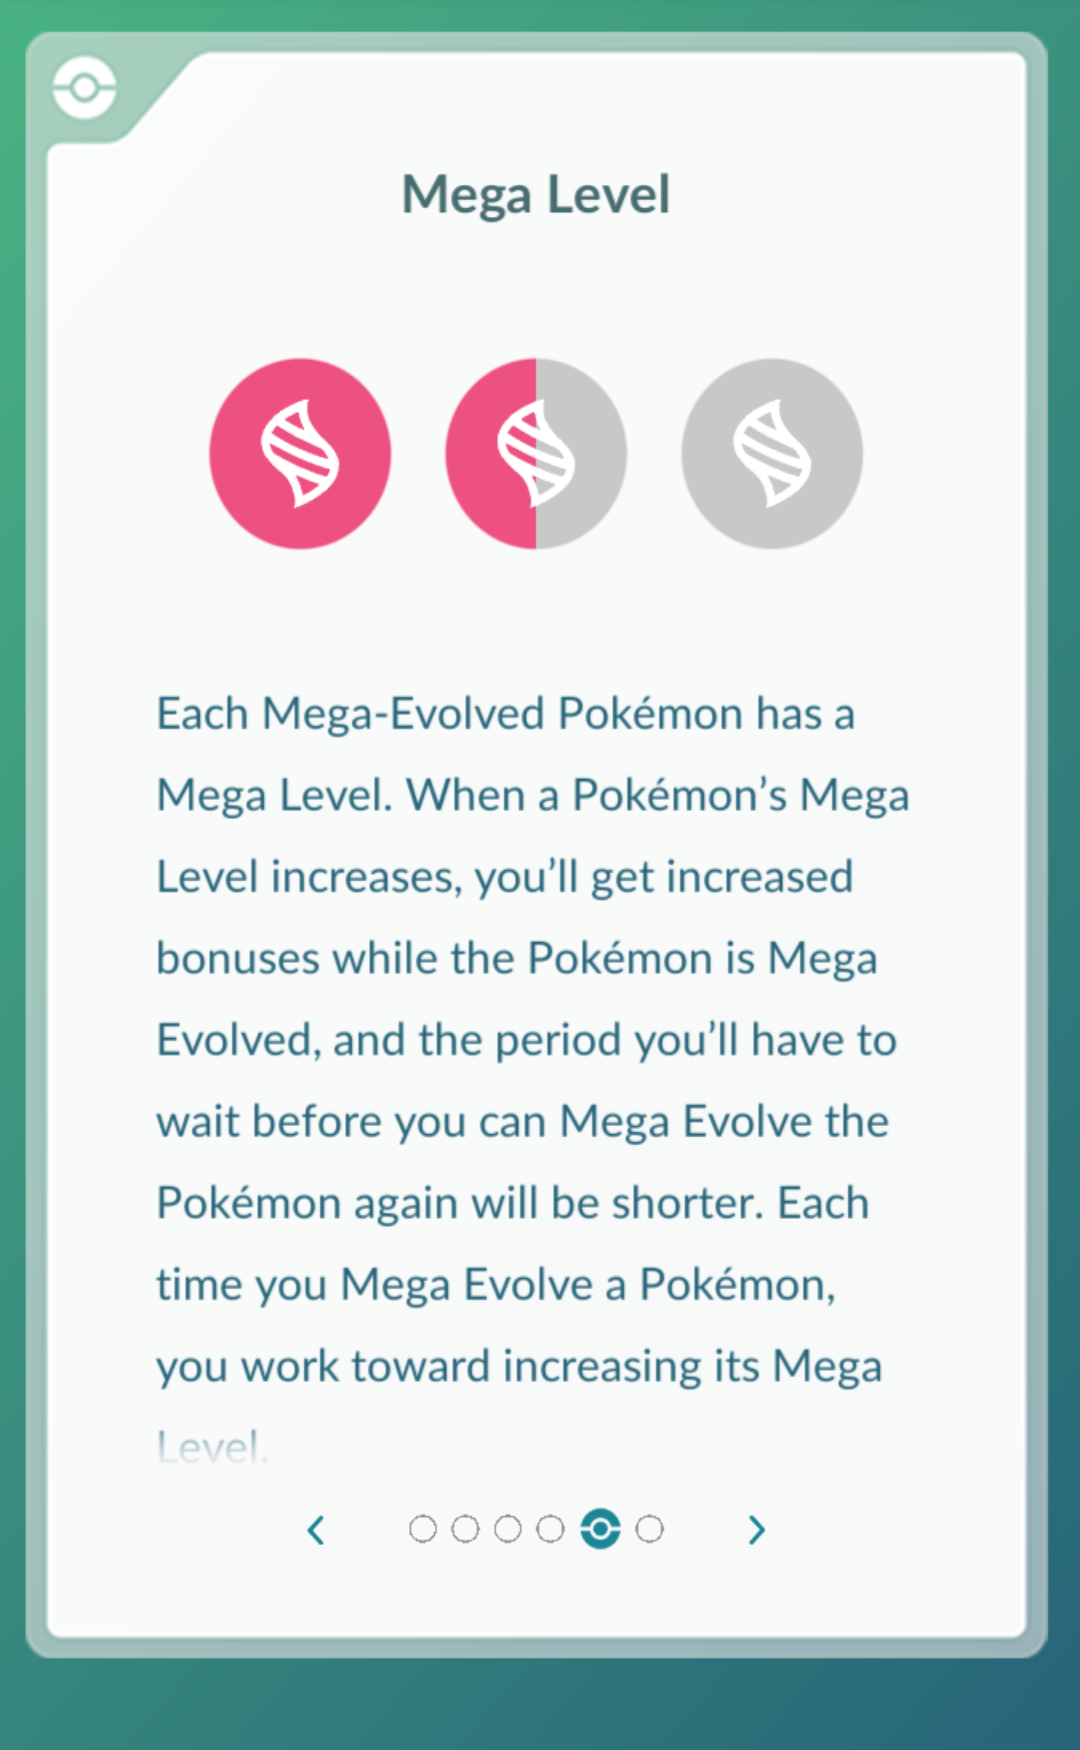 Mega Level
Each Mega-Evolved Pokémon has a
Mega Level. When a Pokémon’s Mega
Level increases, you’ll get increased
bonuses while the Pokémon is Mega
Evolved, and the period you’ll have to
wait before you can Mega Evolve the
Pokémon again will be shorter. Each
time you Mega Evolve a Pokémon,
you work toward increasing its Mega
Level.